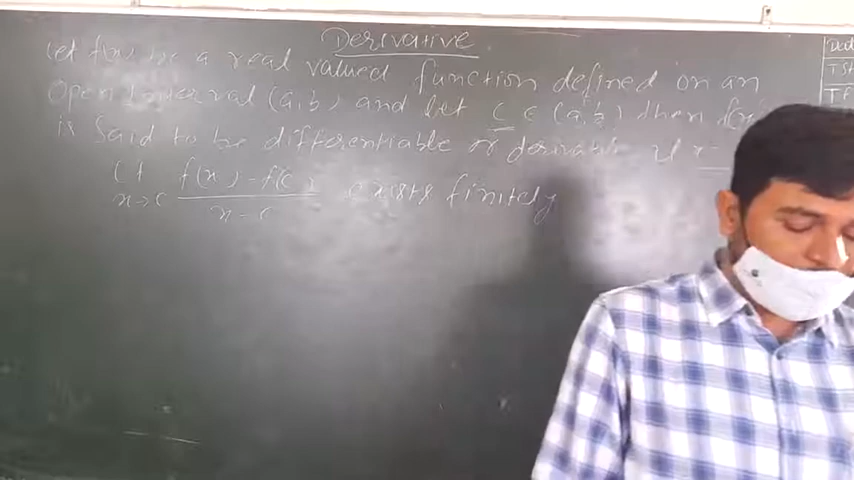 Derivative
Let f(x) be a real valued function defined on an
open interval (a,b) and let c ∈ (a,b) then f(x)
is said to be differentiable or derivable if x
Lt f(x) - f(c) / x - c exists finitely
x→c